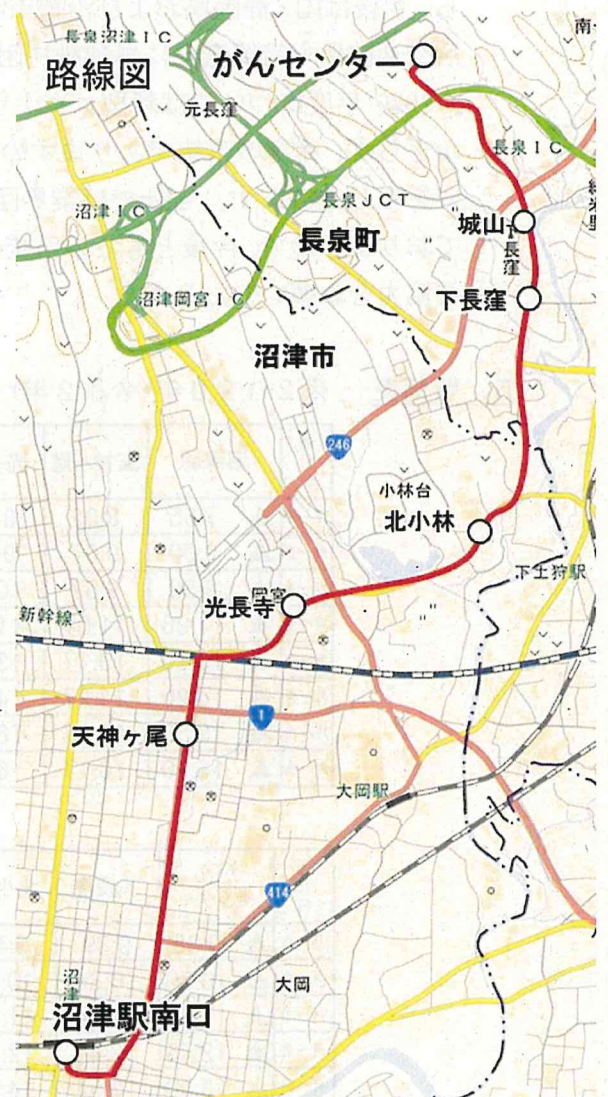 長泉沼津IC
南
路線図
がんセンター
元長窪
長泉IC
沼津IC
長泉JCT
城山
下長窪
長泉町
沼津岡宮IC
下長窪
沼津市
246
小林台
北小林
下土狩駅
岡宮
光長寺
新幹線
1
天神ヶ尾
大岡駅
414
大岡
沼津
沼津駅南口